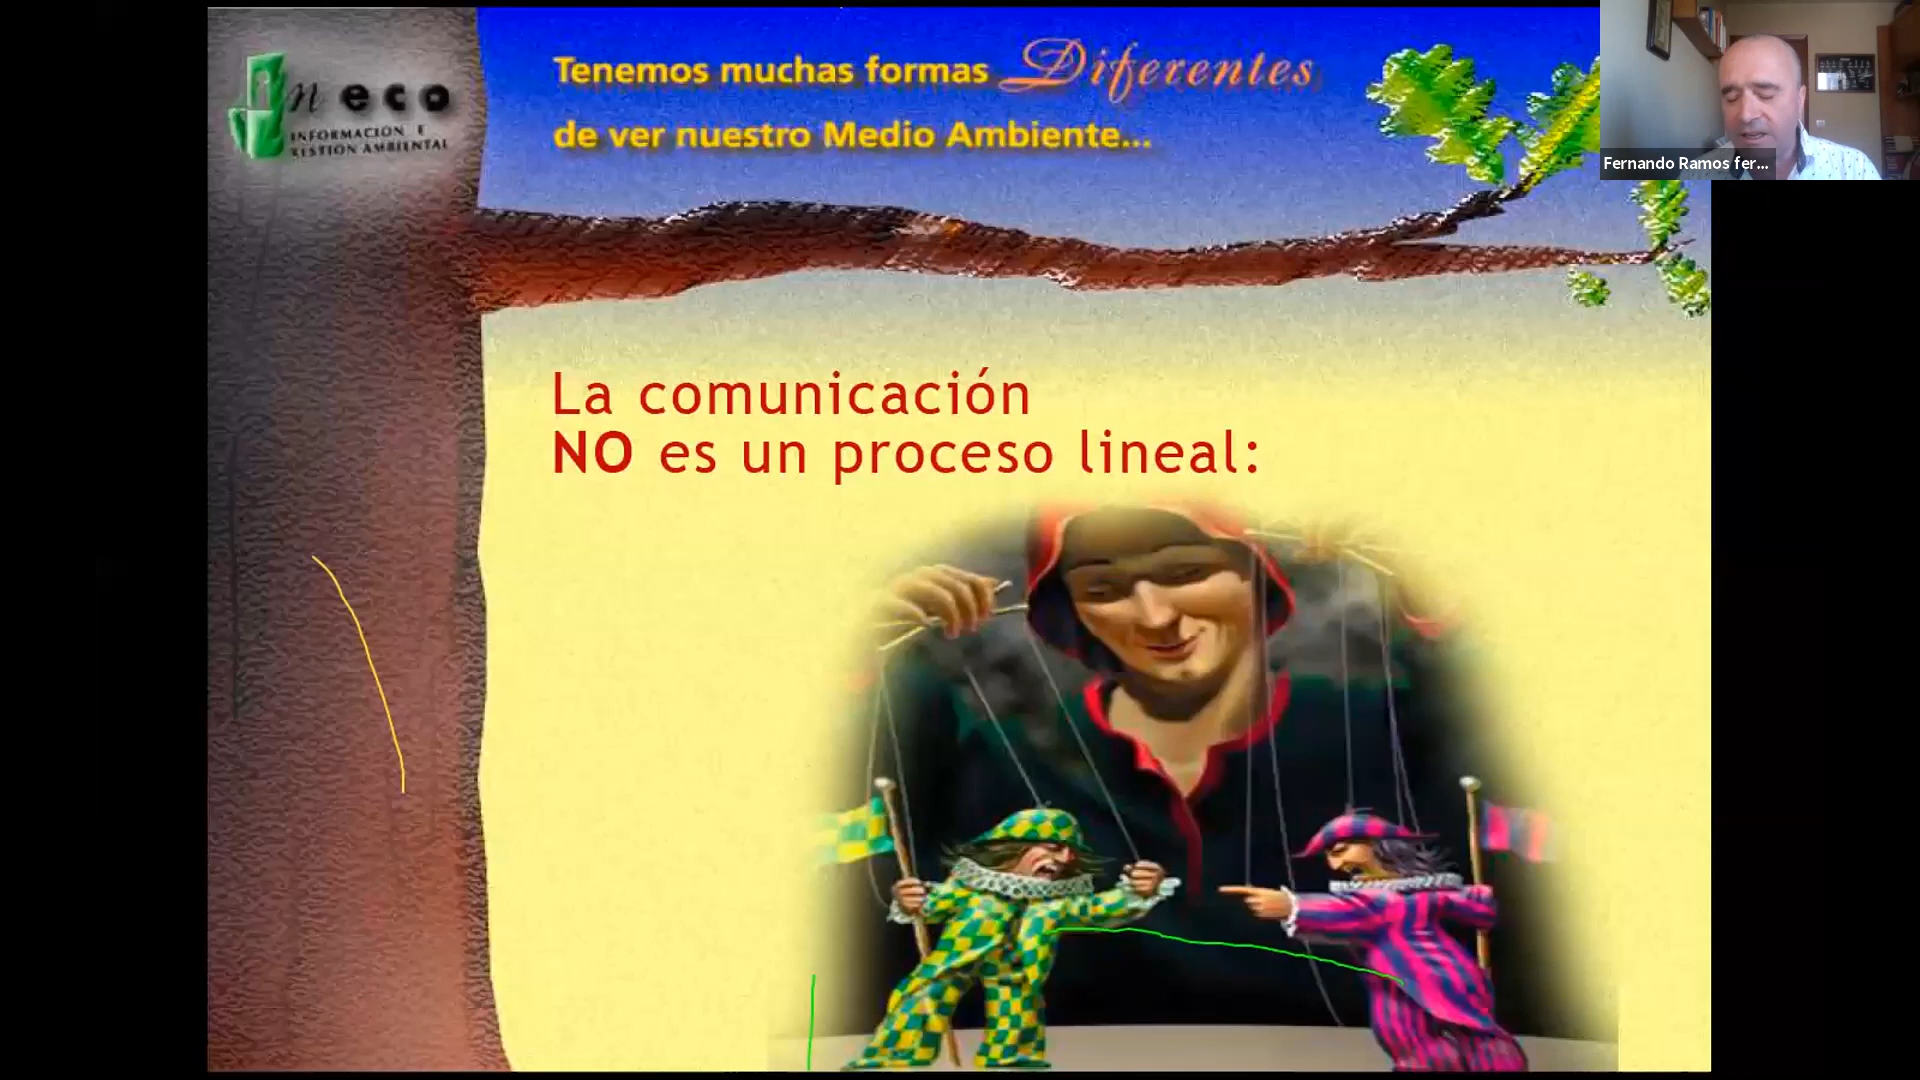 n eco
INFORMACION E
GESTION AMBIENTAL
Tenemos muchas formas Diferentes
de ver nuestro Medio Ambiente...
Fernando Ramos fer...
La comunicación
NO es un proceso lineal: